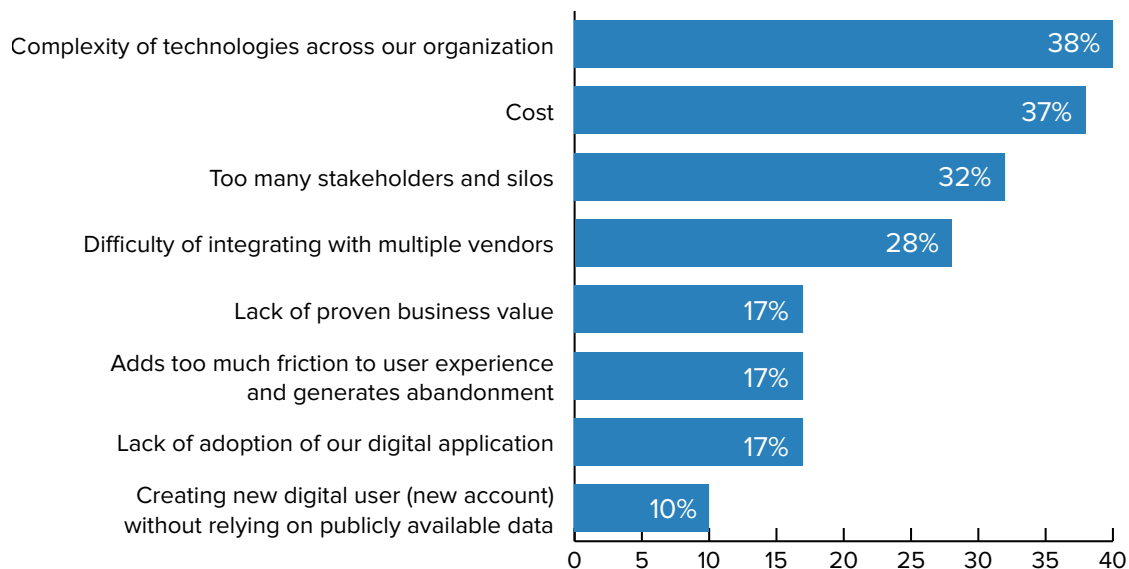 Complexity of technologies across our organization
38%
Cost
37%
Too many stakeholders and silos
32%
Difficulty of integrating with multiple vendors
28%
Lack of proven business value
17%
Adds too much friction to user experience
and generates abandonment
17%
Lack of adoption of our digital application
17%
Creating new digital user (new account)
without relying on publicly available data
10%
0 5 10 15 20 25 30 35 40